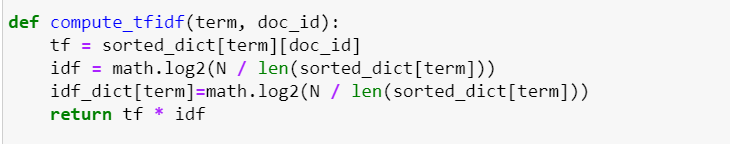 def compute_tfidf(term, doc_id):
    tf = sorted_dict[term][doc_id]
    idf = math.log2(N / len(sorted_dict[term]))
    idf_dict[term]=math.log2(N / len(sorted_dict[term]))
    return tf * idf